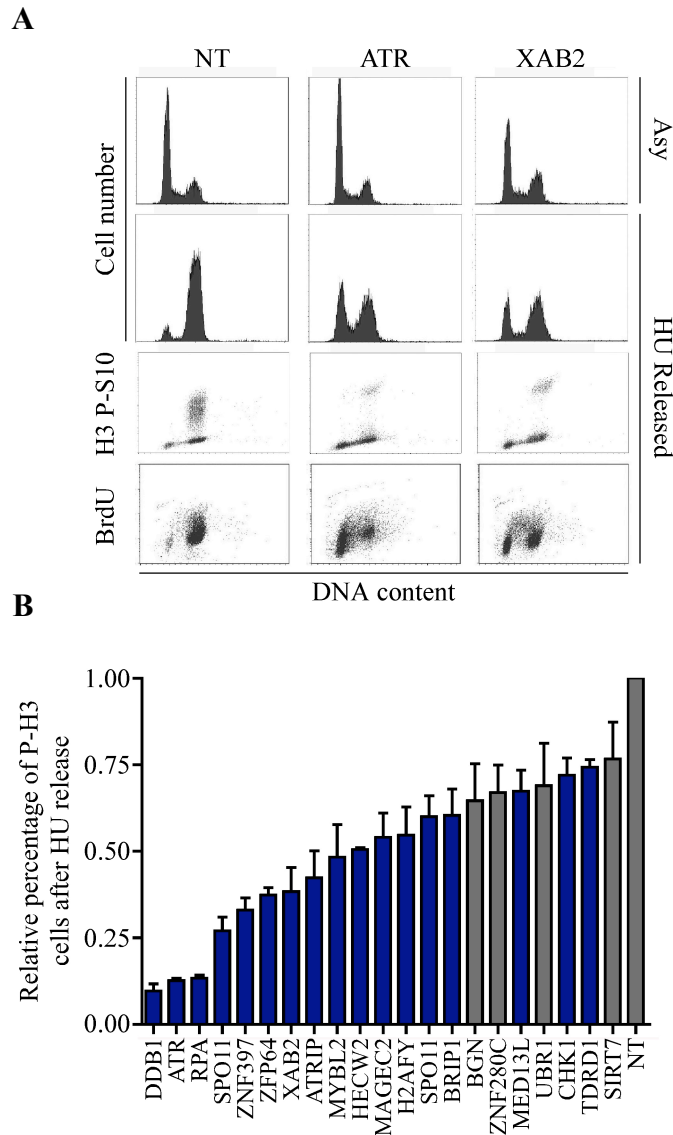 A
NT ATR XAB2
Cell number
Asy
HU Released
H3 P-S10
BrdU
DNA content
B
Relative percentage of P-H3
cells after HU release
1.00
0.75
0.50
0.25
0.00
DDB1
ATR
RPA
SPO11
ZNF397
ZFP64
XAB2
ATRIP
MYBL2
HECW2
MAGEC2
H2AFY
SPO11
BRIP1
BGN
ZNF280C
MED13L
UBR1
CHK1
TDRD1
SIRT7
NT